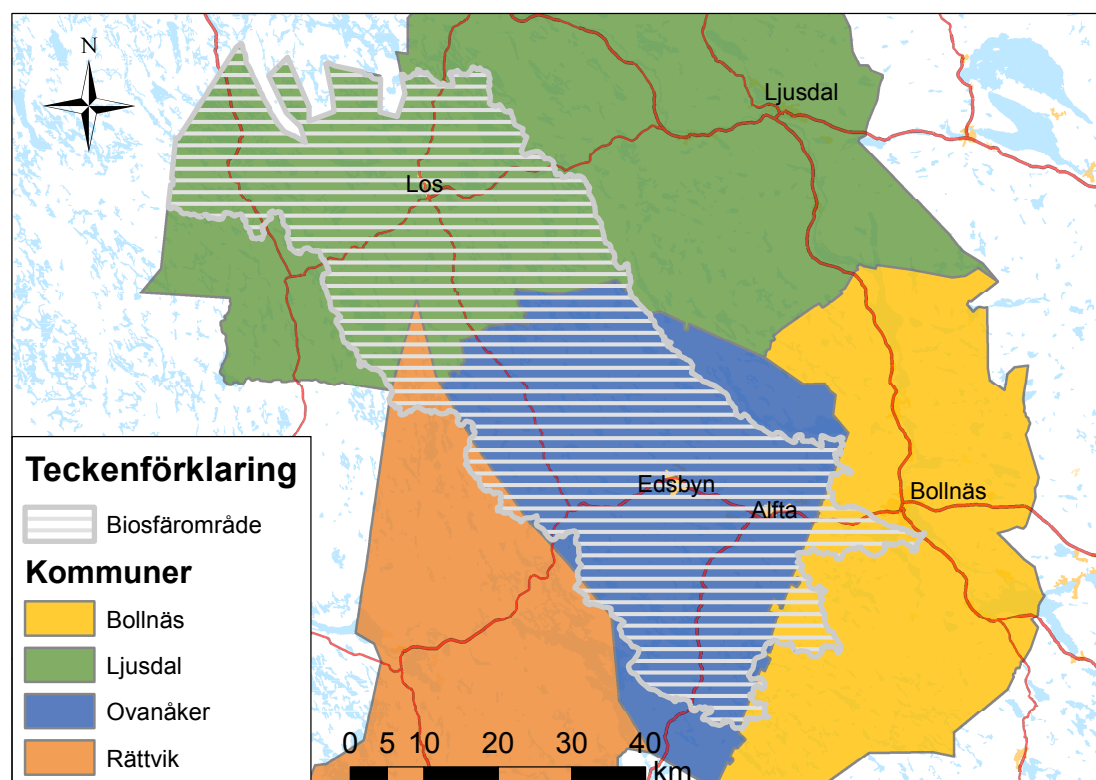 N
Ljusdal
Los
Edsbyn
Alfta
Bollnäs
Teckenförklaring
Biosfärområde
Kommuner
Bollnäs
Ljusdal
Ovanåker
Rättvik
0 5 10 20 30 40
km